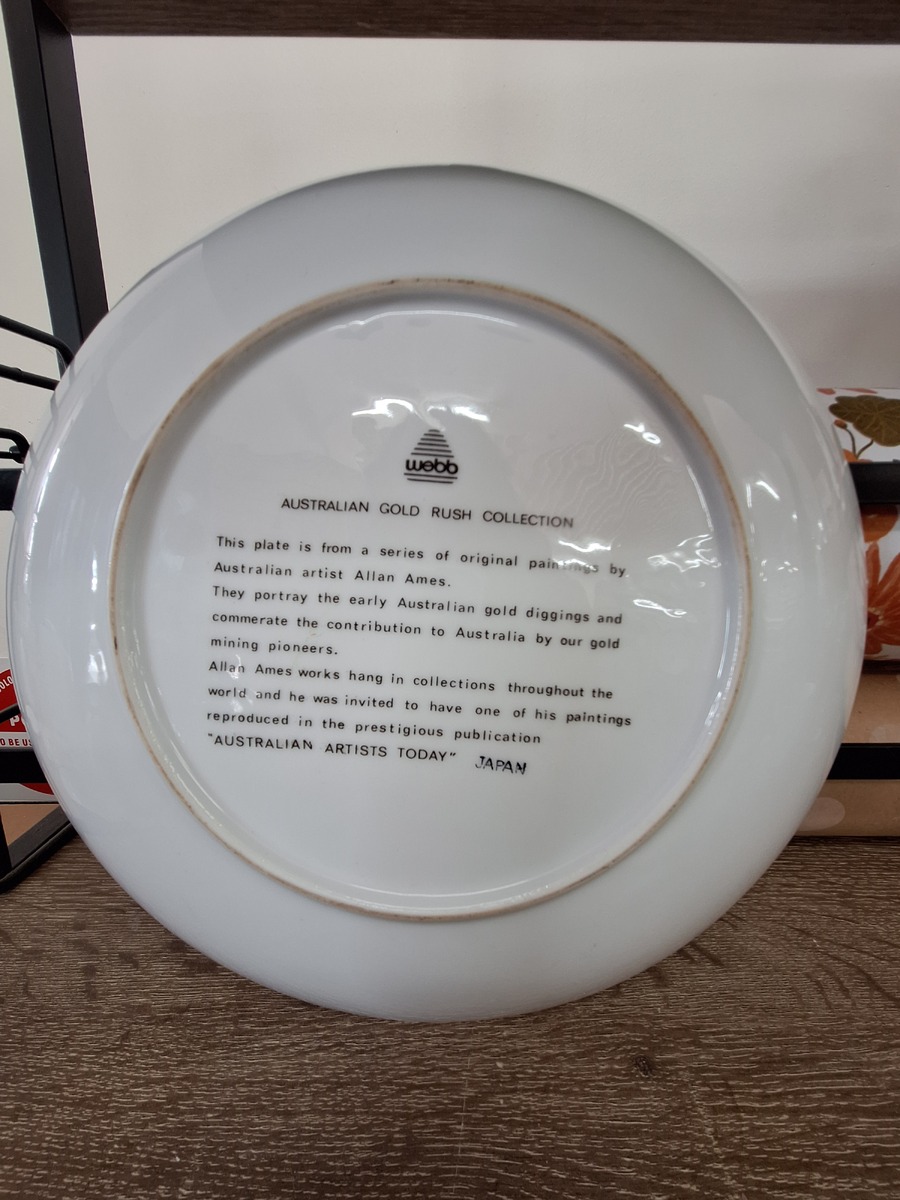 webb
AUSTRALIAN GOLD RUSH COLLECTION
This plate is from a series of original paintings by
Australian artist Allan Ames.
They portray the early Australian gold diggings and
commerate the contribution to Australia by our gold
mining pioneers.
Allan Ames works hang in collections throughout the
world and he was invited to have one of his paintings
reproduced in the prestigious publication
"AUSTRALIAN ARTISTS TODAY" JAPAN